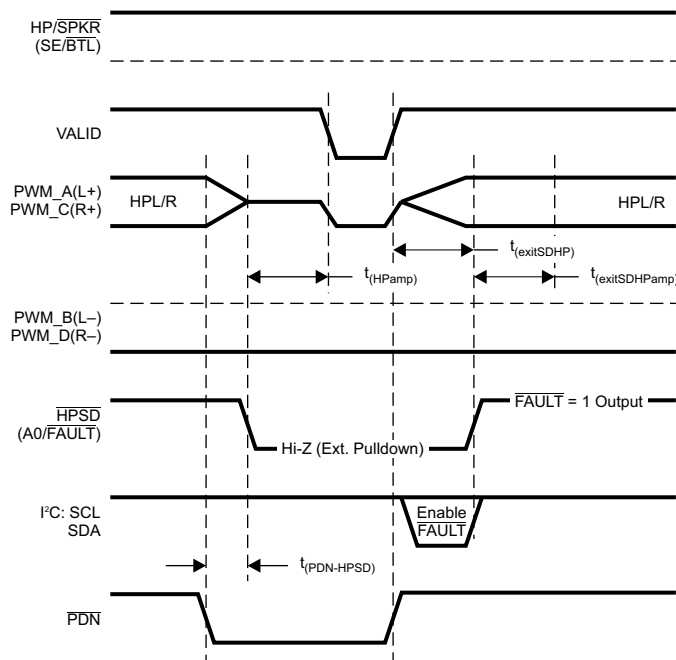 HP/SPKR
(SE/BTL)
VALID
PWM_A(L+)
PWM_C(R+)
HPL/R
HPL/R
t(exitSDHP)
t(HPamp)
t(exitSDHPamp)
PWM_B(L–)
PWM_D(R–)
HPSD
(A0/FAULT)
FAULT = 1 Output
Hi-Z (Ext. Pulldown)
I²C: SCL
SDA
Enable
FAULT
t(PDN-HPSD)
PDN